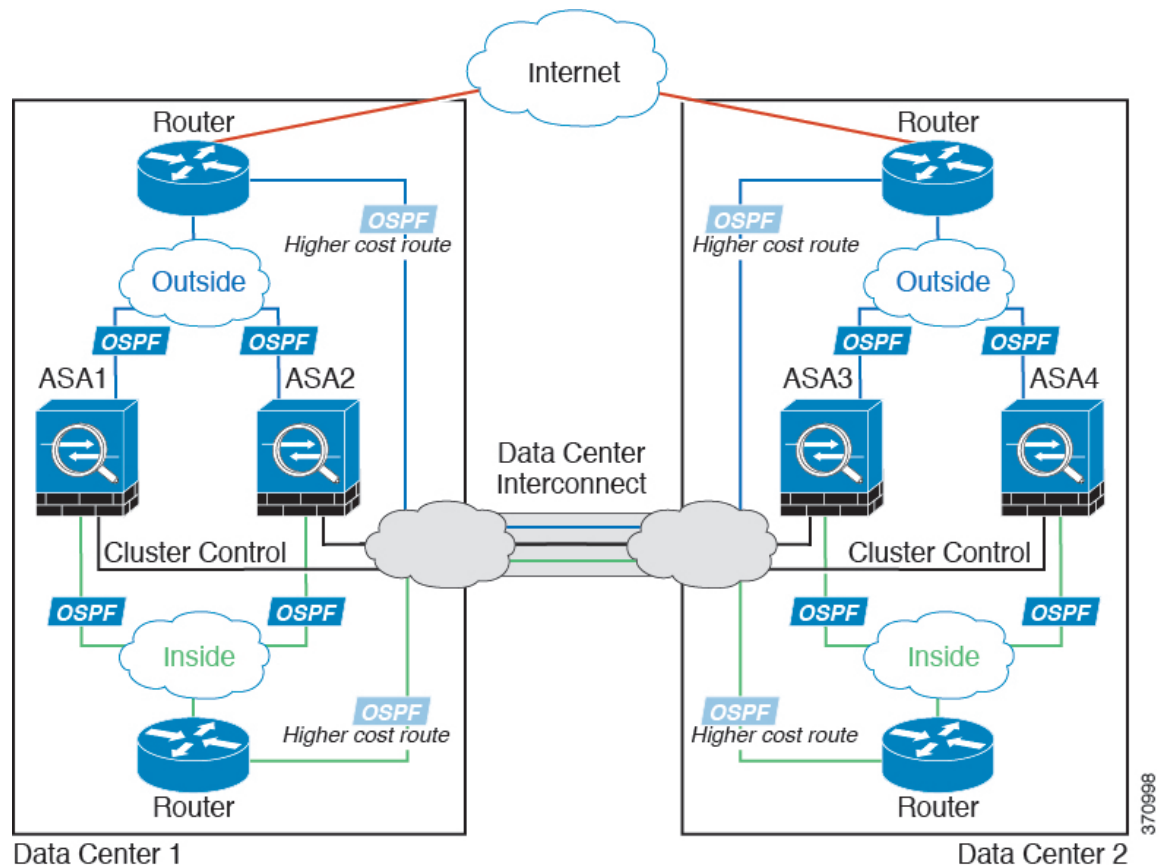 Internet
Router
Router
OSPF
Higher cost route
OSPF
Higher cost route
Outside
Outside
OSPF
OSPF
OSPF
OSPF
ASA1
ASA2
ASA3
ASA4
Data Center
Interconnect
Cluster Control
Cluster Control
OSPF
OSPF
OSPF
OSPF
Inside
Inside
OSPF
Higher cost route
OSPF
Higher cost route
Router
Router
370998
Data Center 1
Data Center 2